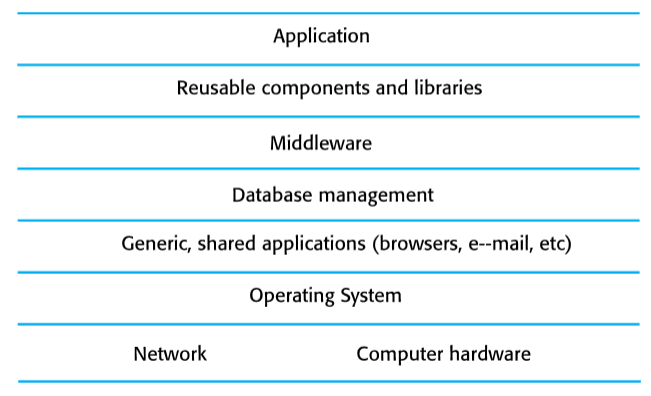 Application
Reusable components and libraries
Middleware
Database management
Generic, shared applications (browsers, e--mail, etc)
Operating System
Network Computer hardware